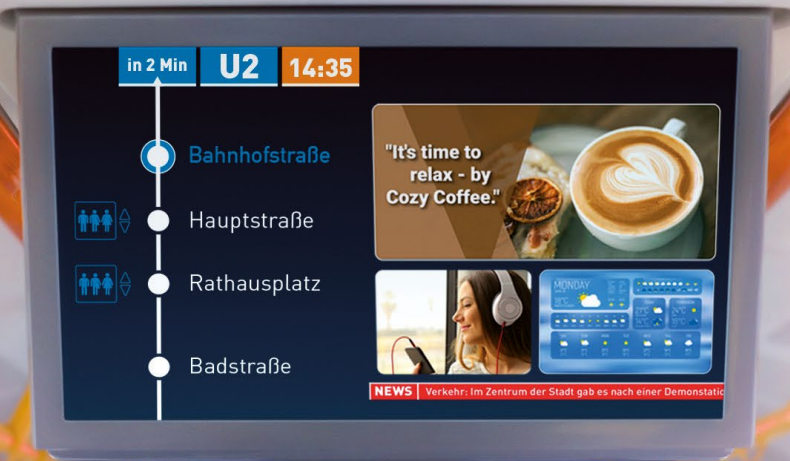 in 2 Min
U2
14:35
Bahnhofstraße
Hauptstraße
Rathausplatz
Badstraße
"It's time to
relax - by
Cozy Coffee."
MONDAY
NEWS
Verkehr: Im Zentrum der Stadt gab es nach einer